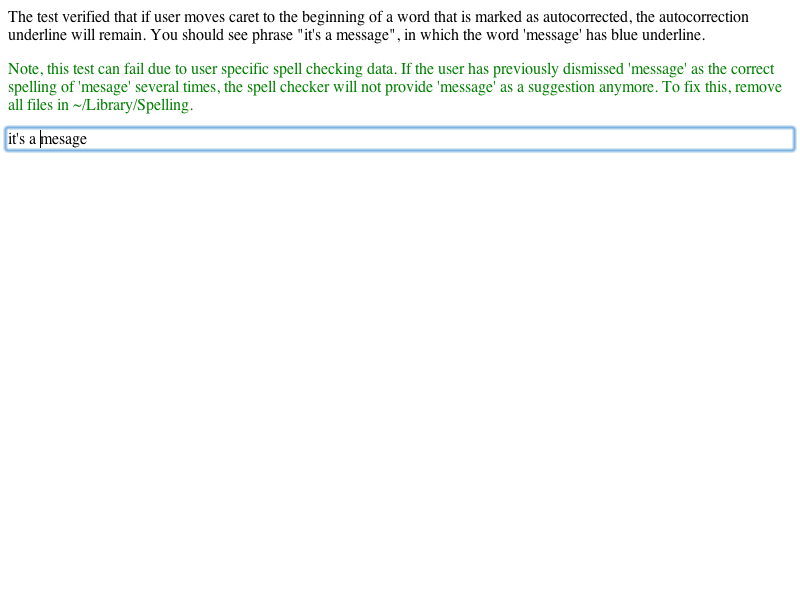 The test verified that if user moves caret to the beginning of a word that is marked as autocorrected, the autocorrection
underline will remain. You should see phrase "it's a message", in which the word 'message' has blue underline.
Note, this test can fail due to user specific spell checking data. If the user has previously dismissed 'message' as the correct
spelling of 'mesage' several times, the spell checker will not provide 'message' as a suggestion anymore. To fix this, remove
all files in ~/Library/Spelling.
it's a mesage